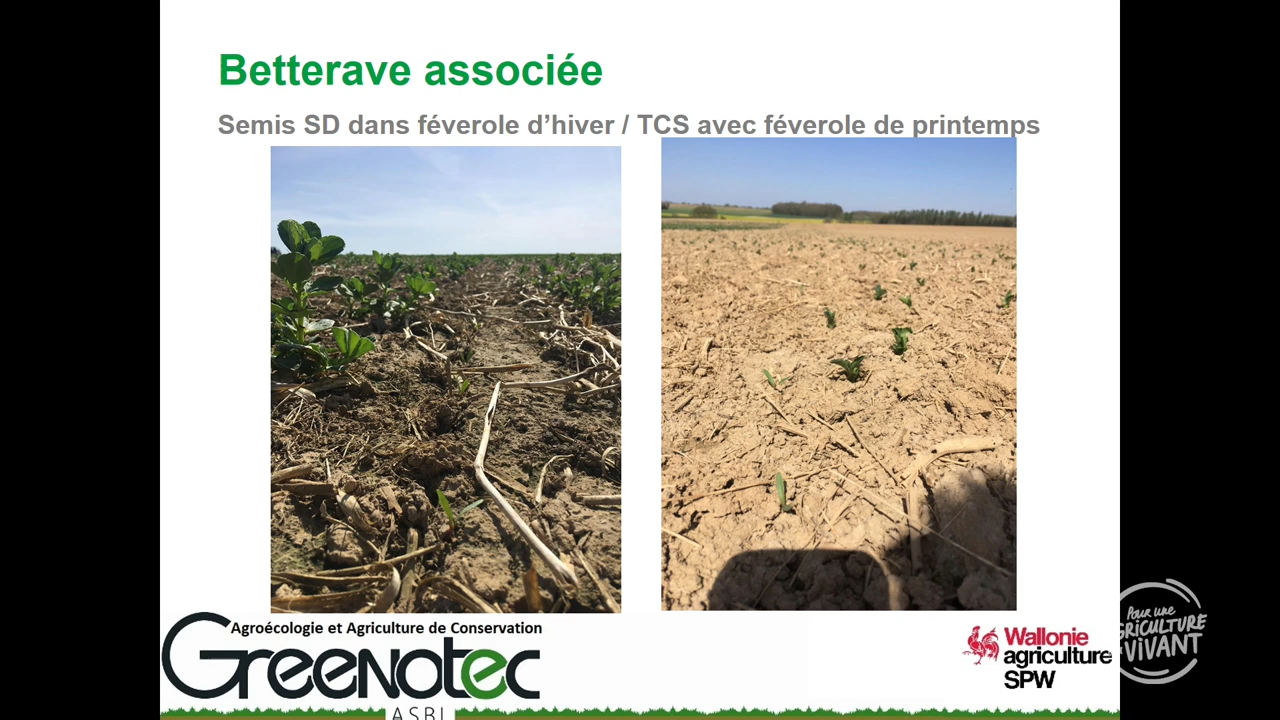 Betterave associée
Semis SD dans féverole d’hiver / TCS avec féverole de printemps
Agroécologie et Agriculture de Conservation
GREENOTEC
ASBL
Wallonie
agriculture
SPW
Pour une
AGRICULTURE
VIVANT